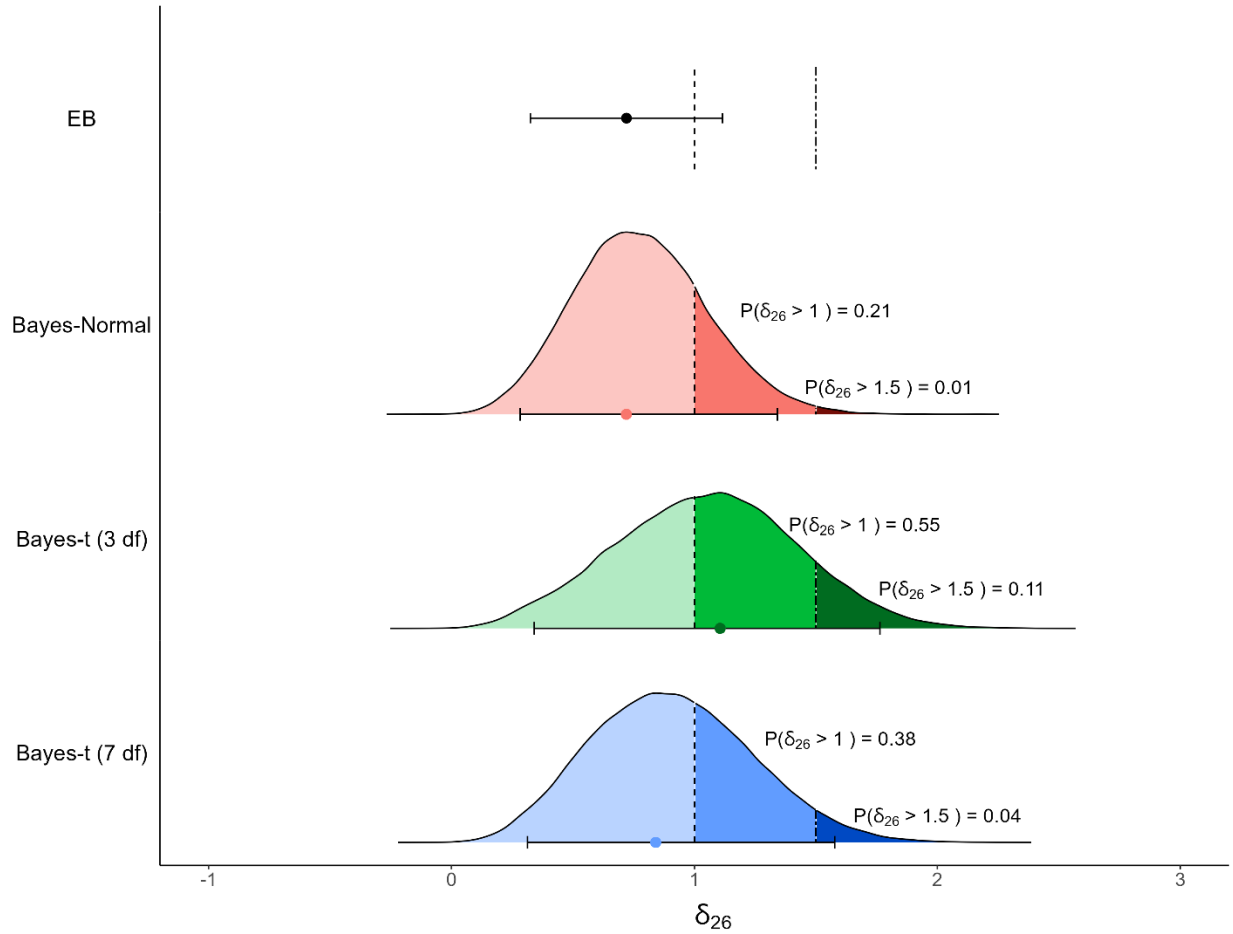 EB
Bayes-Normal
P(δ₂₆ > 1 ) = 0.21
P(δ₂₆ > 1.5 ) = 0.01
Bayes-t (3 df)
P(δ₂₆ > 1 ) = 0.55
P(δ₂₆ > 1.5 ) = 0.11
Bayes-t (7 df)
P(δ₂₆ > 1 ) = 0.38
P(δ₂₆ > 1.5 ) = 0.04
-1 0 1 2 3
δ₂₆